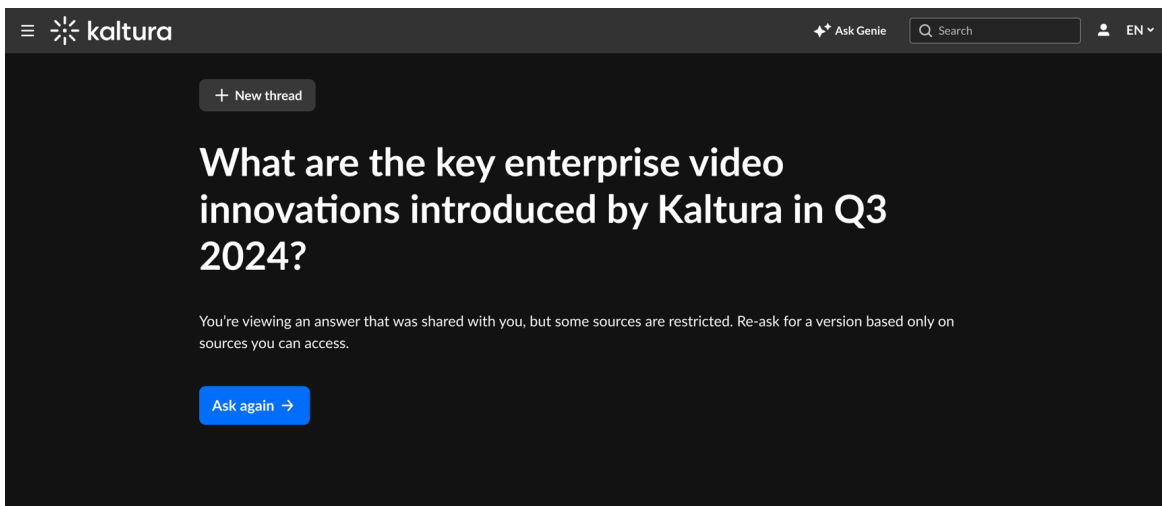 kaltura
Ask Genie
Search
EN
New thread
What are the key enterprise video
innovations introduced by Kaltura in Q3
2024?
You're viewing an answer that was shared with you, but some sources are restricted. Re-ask for a version based only on
sources you can access.
Ask again →